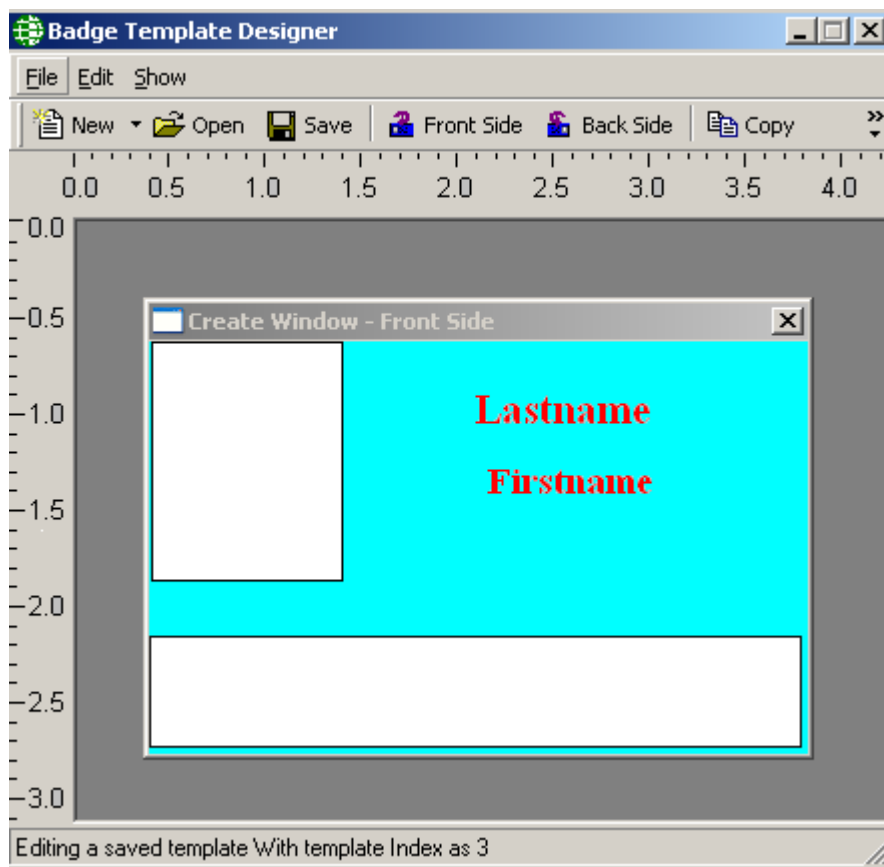 Badge Template Designer
File Edit Show
New Open Save Front Side Back Side Copy
0.0 0.5 1.0 1.5 2.0 2.5 3.0 3.5 4.0
0.0
0.5
Create Window - Front Side
1.0
Lastname
Firstname
1.5
2.0
2.5
3.0
Editing a saved template With template Index as 3